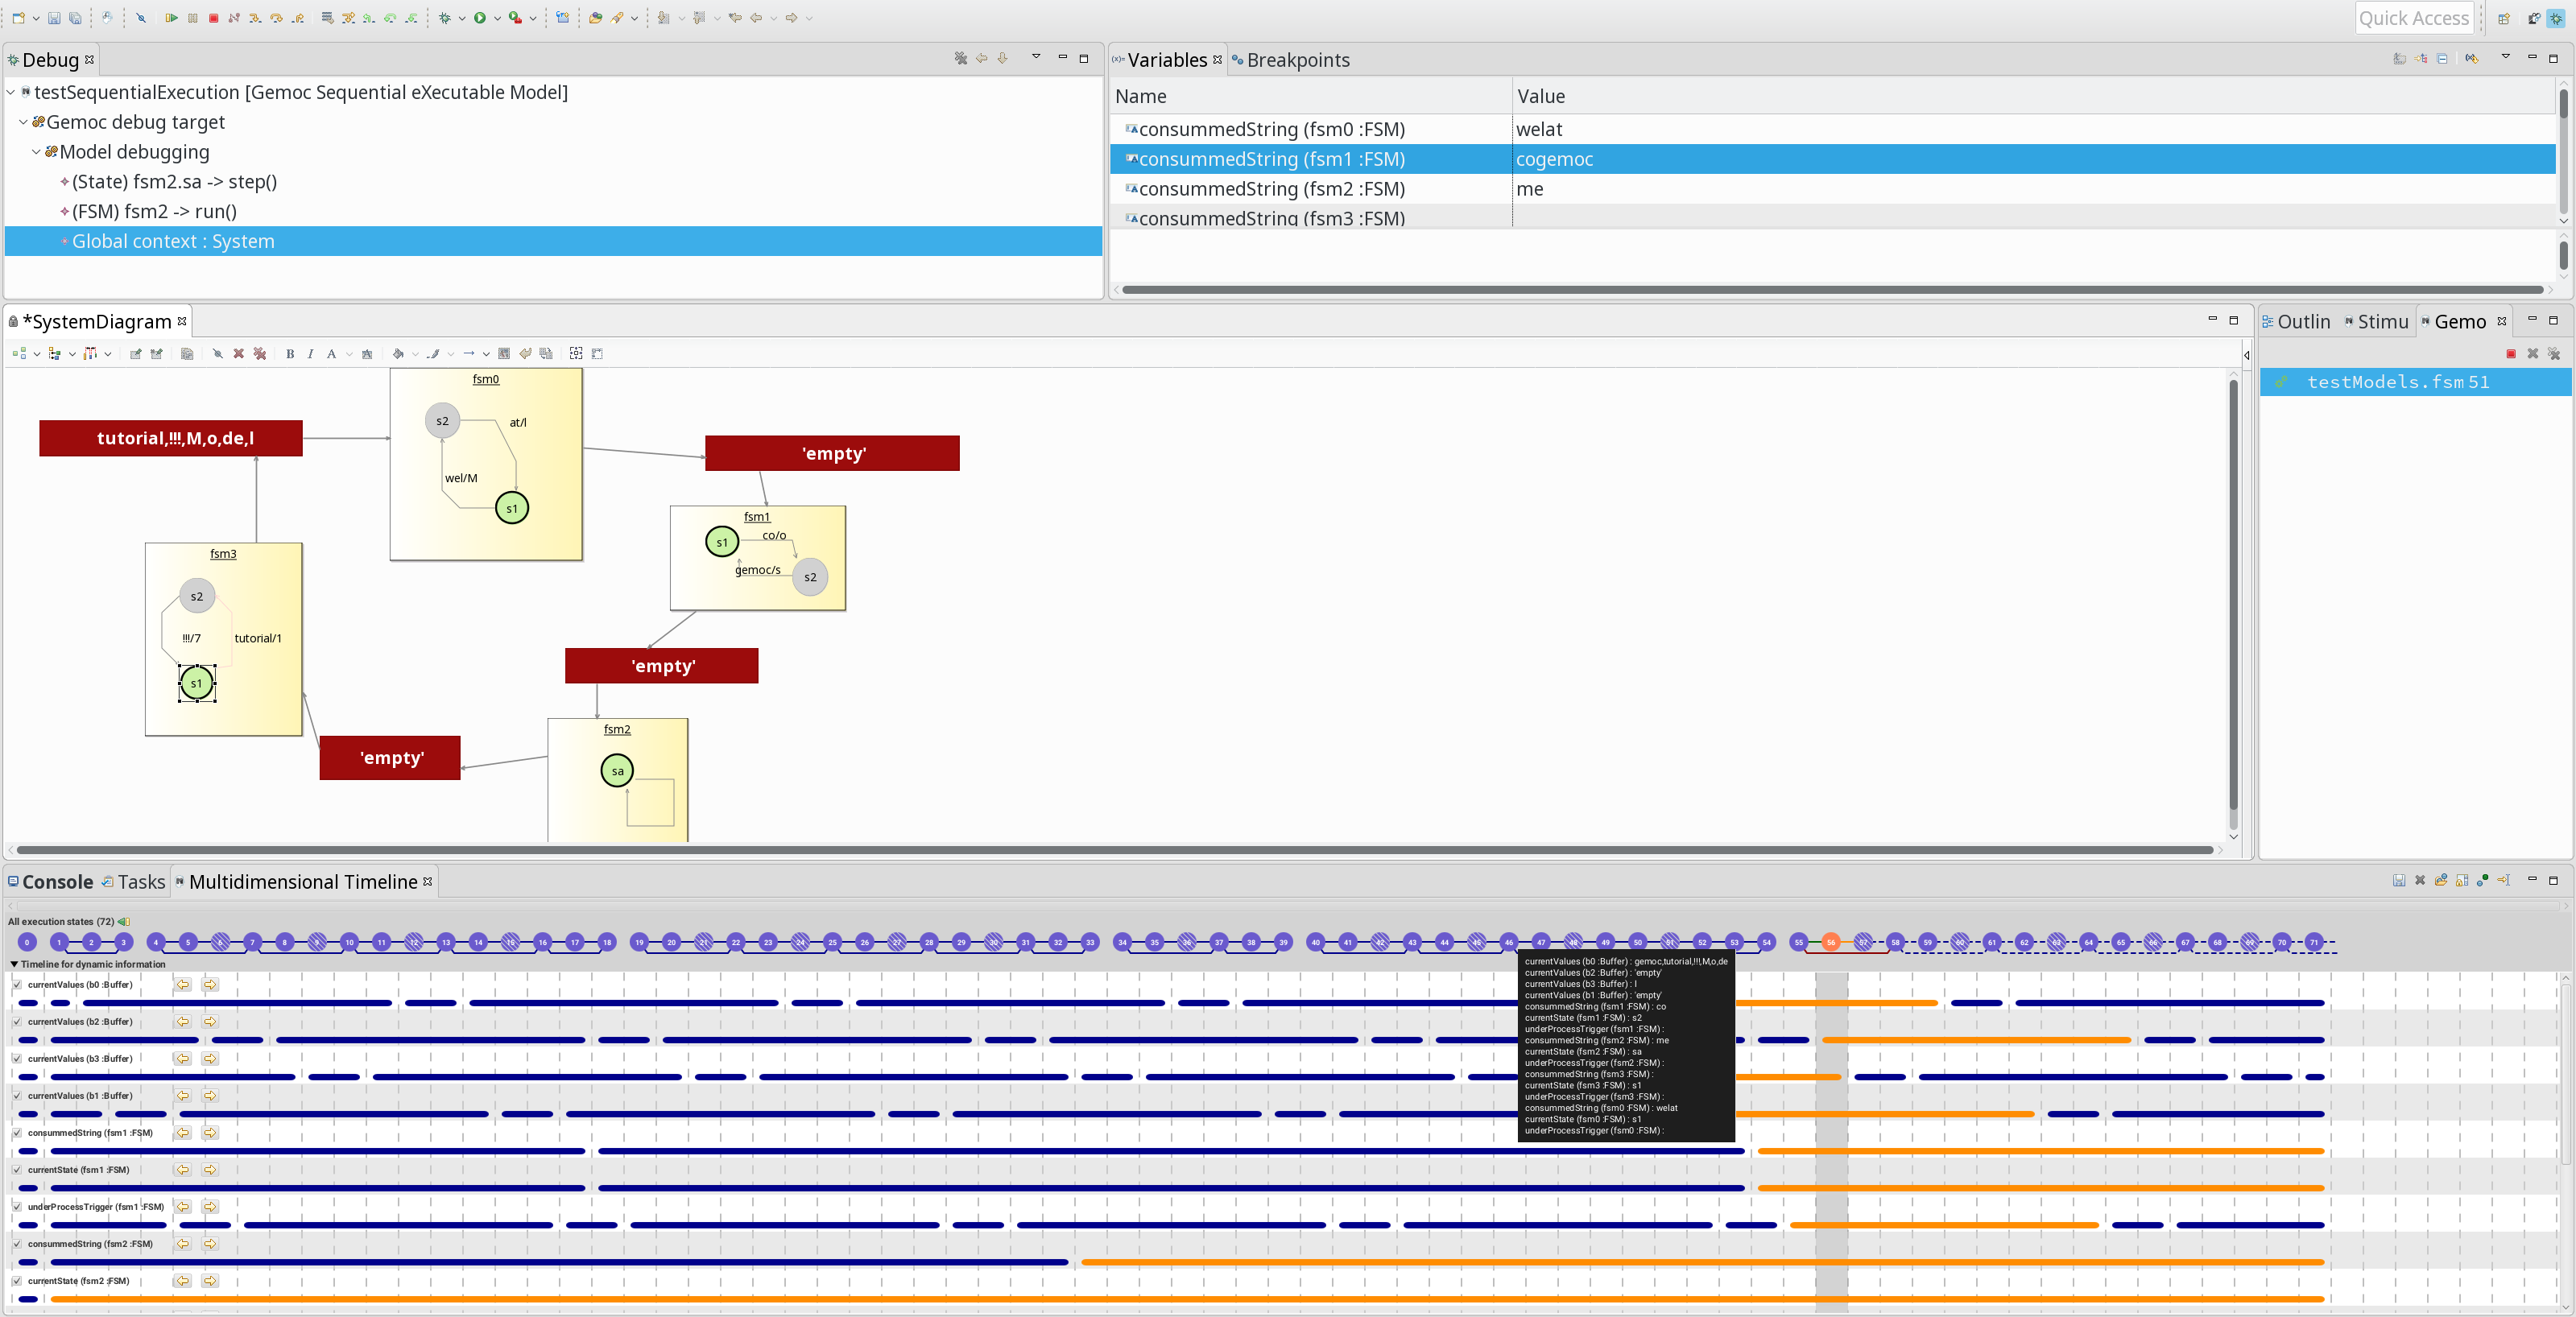 Quick Access
Debug
Variables
Breakpoints
testSequentialExecution [Gemoc Sequential eXecutable Model]
Gemoc debug target
Model debugging
(State) fsm2.sa -> step()
(FSM) fsm2 -> run()
Global context : System
Name Value
consummedString (fsm0 :FSM) welat
consummedString (fsm1 :FSM) cogemoc
consummedString (fsm2 :FSM) me
consummedString (fsm3 :FSM)
*SystemDiagram
Outlin Stimu Gemo
B I A
testModels.fsm 51
fsm0
s2
at/l
wel/M
s1
tutorial,!!!,M,o,de,l
'empty'
fsm1
s1
co/o
gemoc/s
s2
fsm3
s2
!!!/7
tutorial/1
s1
'empty'
fsm2
sa
'empty'
Console Tasks Multidimensional Timeline
All execution states (72)
0 1 2 3 4 5 6 7 8 9 10 11 12 13 14 15 16 17 18 19 20 21 22 23 24 25 26 27 28 29 30 31 32 33 34 35 36 37 38 39 40 41 42 43 44 45 46 47 48 49 50 51 52 53 54 55 56 57 58 59 60 61 62 63 64 65 66 67 68 69 70 71
Timeline for dynamic information
currentValues (b0 :Buffer)
currentValues (b2 :Buffer)
currentValues (b3 :Buffer)
currentValues (b1 :Buffer)
consummedString (fsm1 :FSM)
currentState (fsm1 :FSM)
underProcessTrigger (fsm1 :FSM)
consummedString (fsm2 :FSM)
currentState (fsm2 :FSM)
currentValues (b0 :Buffer) : gemoc,tutorial,!!!,M,o,de
currentValues (b2 :Buffer) : 'empty'
currentValues (b3 :Buffer) : l
currentValues (b1 :Buffer) : 'empty'
consummedString (fsm1 :FSM) : co
currentState (fsm1 :FSM) : s2
underProcessTrigger (fsm1 :FSM) :
consummedString (fsm2 :FSM) : me
currentState (fsm2 :FSM) : sa
underProcessTrigger (fsm2 :FSM) :
consummedString (fsm3 :FSM) :
currentState (fsm3 :FSM) : s1
underProcessTrigger (fsm3 :FSM) :
consummedString (fsm0 :FSM) : welat
currentState (fsm0 :FSM) : s1
underProcessTrigger (fsm0 :FSM) :